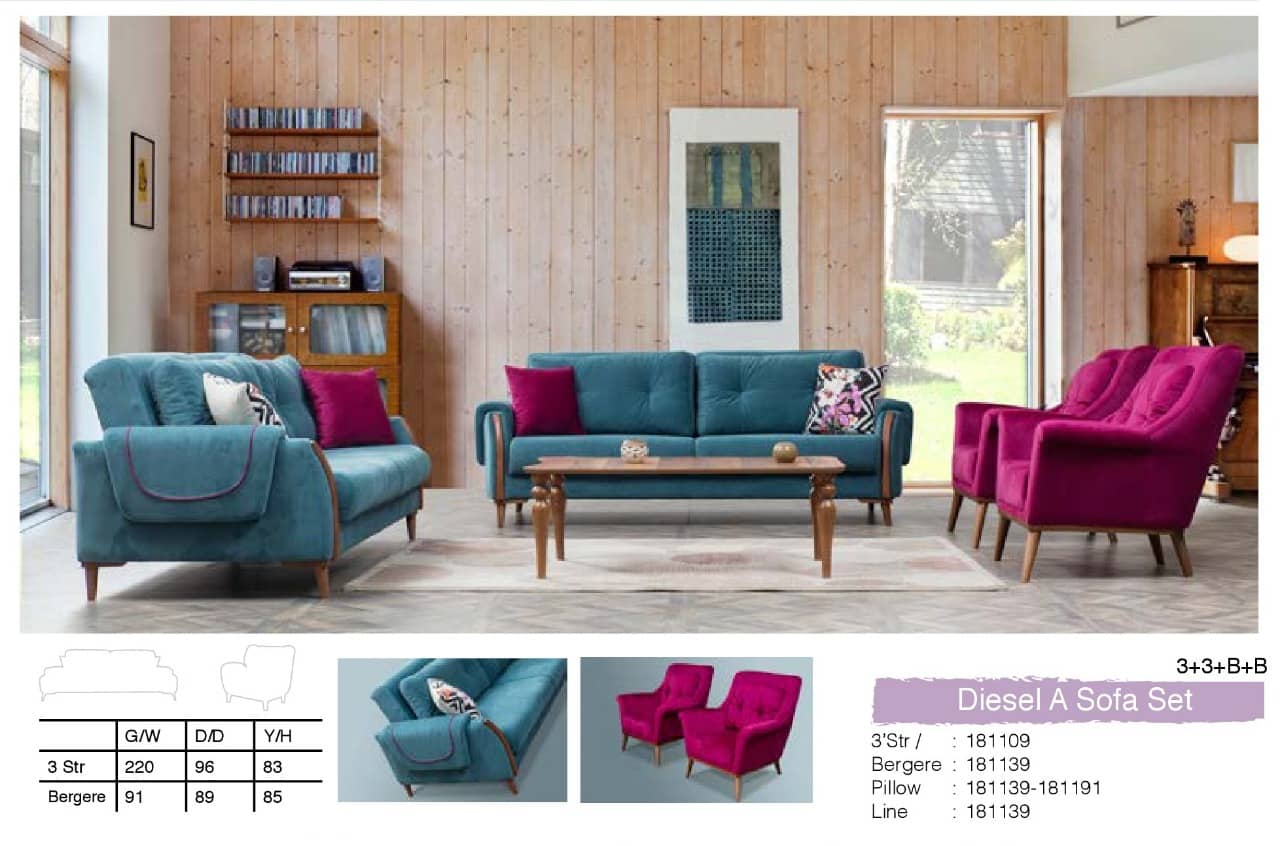 3+3+B+B
Diesel A Sofa Set
G/W D/D Y/H
3 Str 220 96 83
Bergere 91 89 85
3’Str / : 181109
Bergere : 181139
Pillow : 181139-181191
Line : 181139